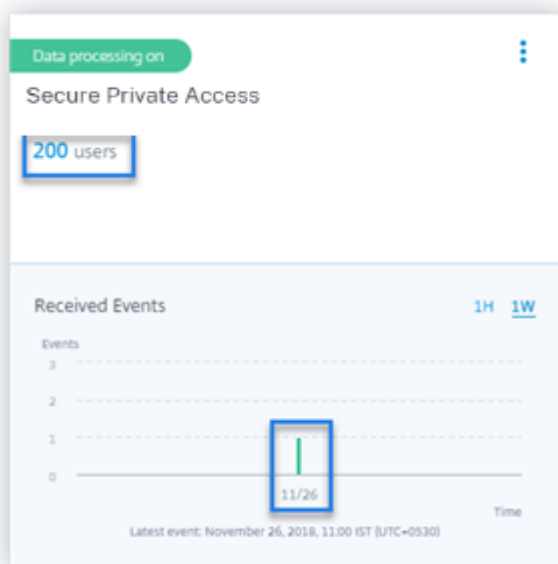 Data processing on
Secure Private Access
200 users
Received Events
1H 1W
Events
3
2
1
0
11/26
Time
Latest event: November 26, 2018, 11:00 IST (UTC+0530)